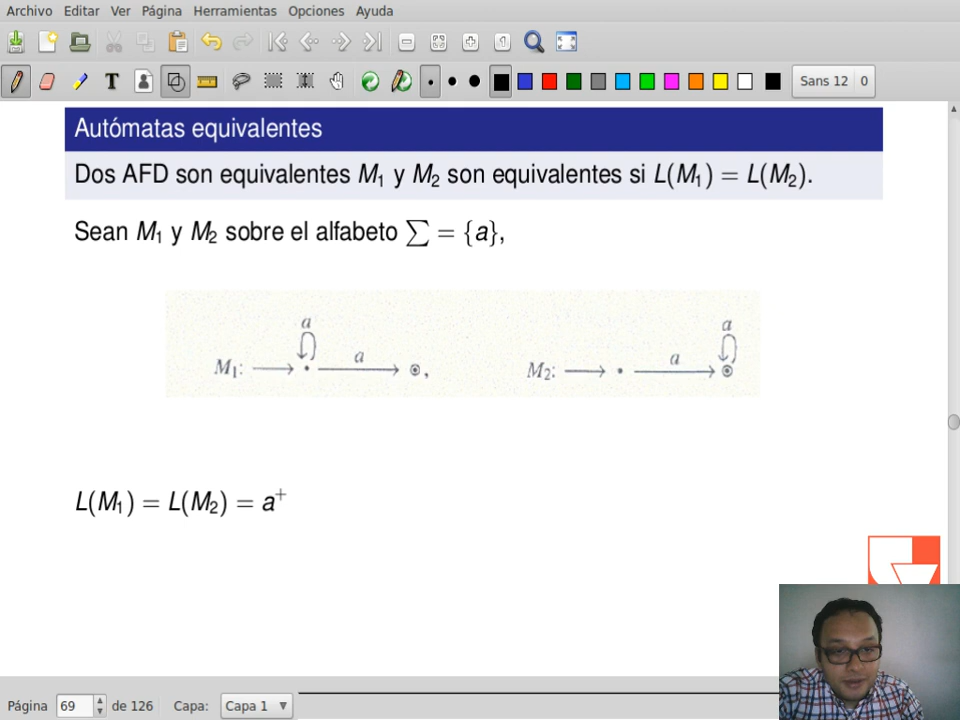 Archivo Editar Ver Página Herramientas Opciones Ayuda
T Sans 12 0
Autómatas equivalentes
Dos AFD son equivalentes M₁ y M₂ son equivalentes si L(M₁) = L(M₂).
Sean M₁ y M₂ sobre el alfabeto ∑ = {a},
a a
M₁: a , M₂: a
L(M₁) = L(M₂) = a⁺
Página 69 de 126 Capa: Capa 1